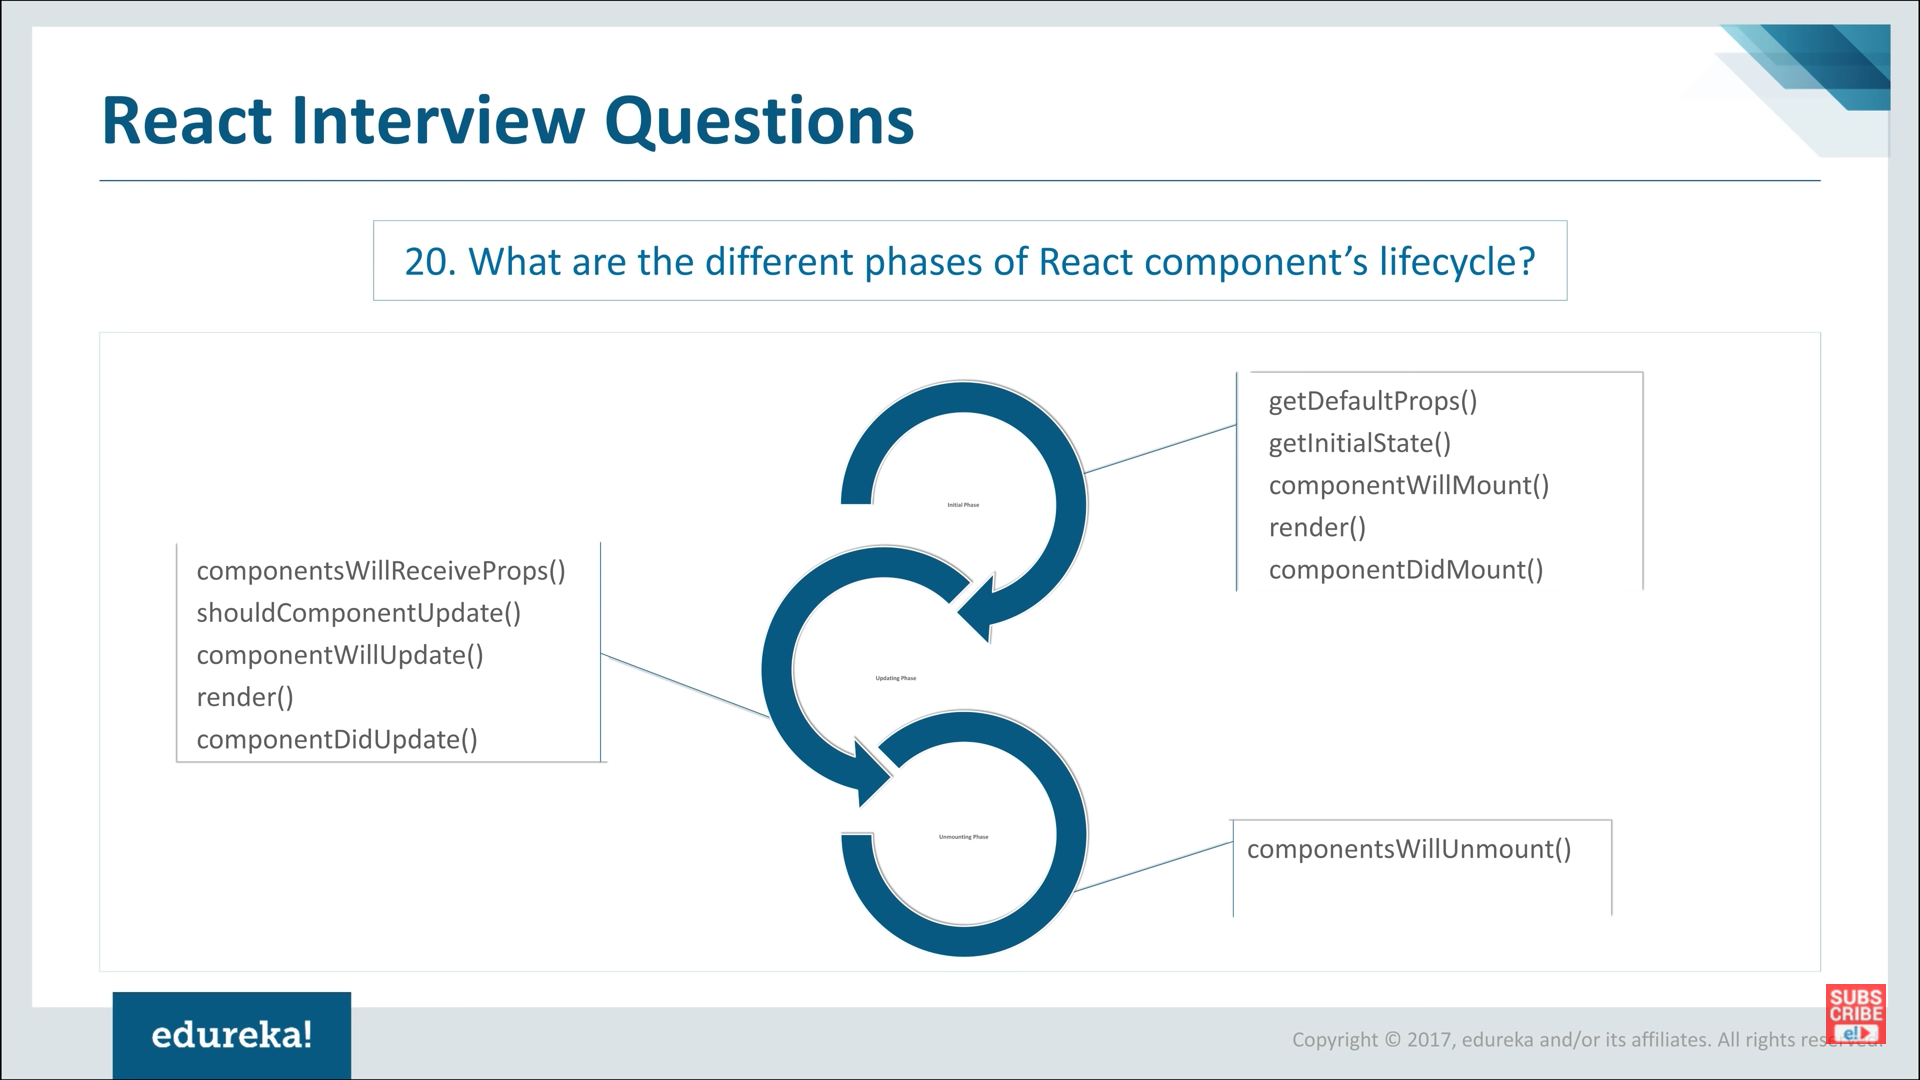 React Interview Questions
20. What are the different phases of React component’s lifecycle?
getDefaultProps()
getInitialState()
componentWillMount()
render()
componentDidMount()
Initial Phase
componentsWillReceiveProps()
shouldComponentUpdate()
componentWillUpdate()
render()
componentDidUpdate()
Updating Phase
Unmounting Phase
componentsWillUnmount()
edureka!
Copyright © 2017, edureka and/or its affiliates. All rights reserved.
SUBS
CRIBE
e!